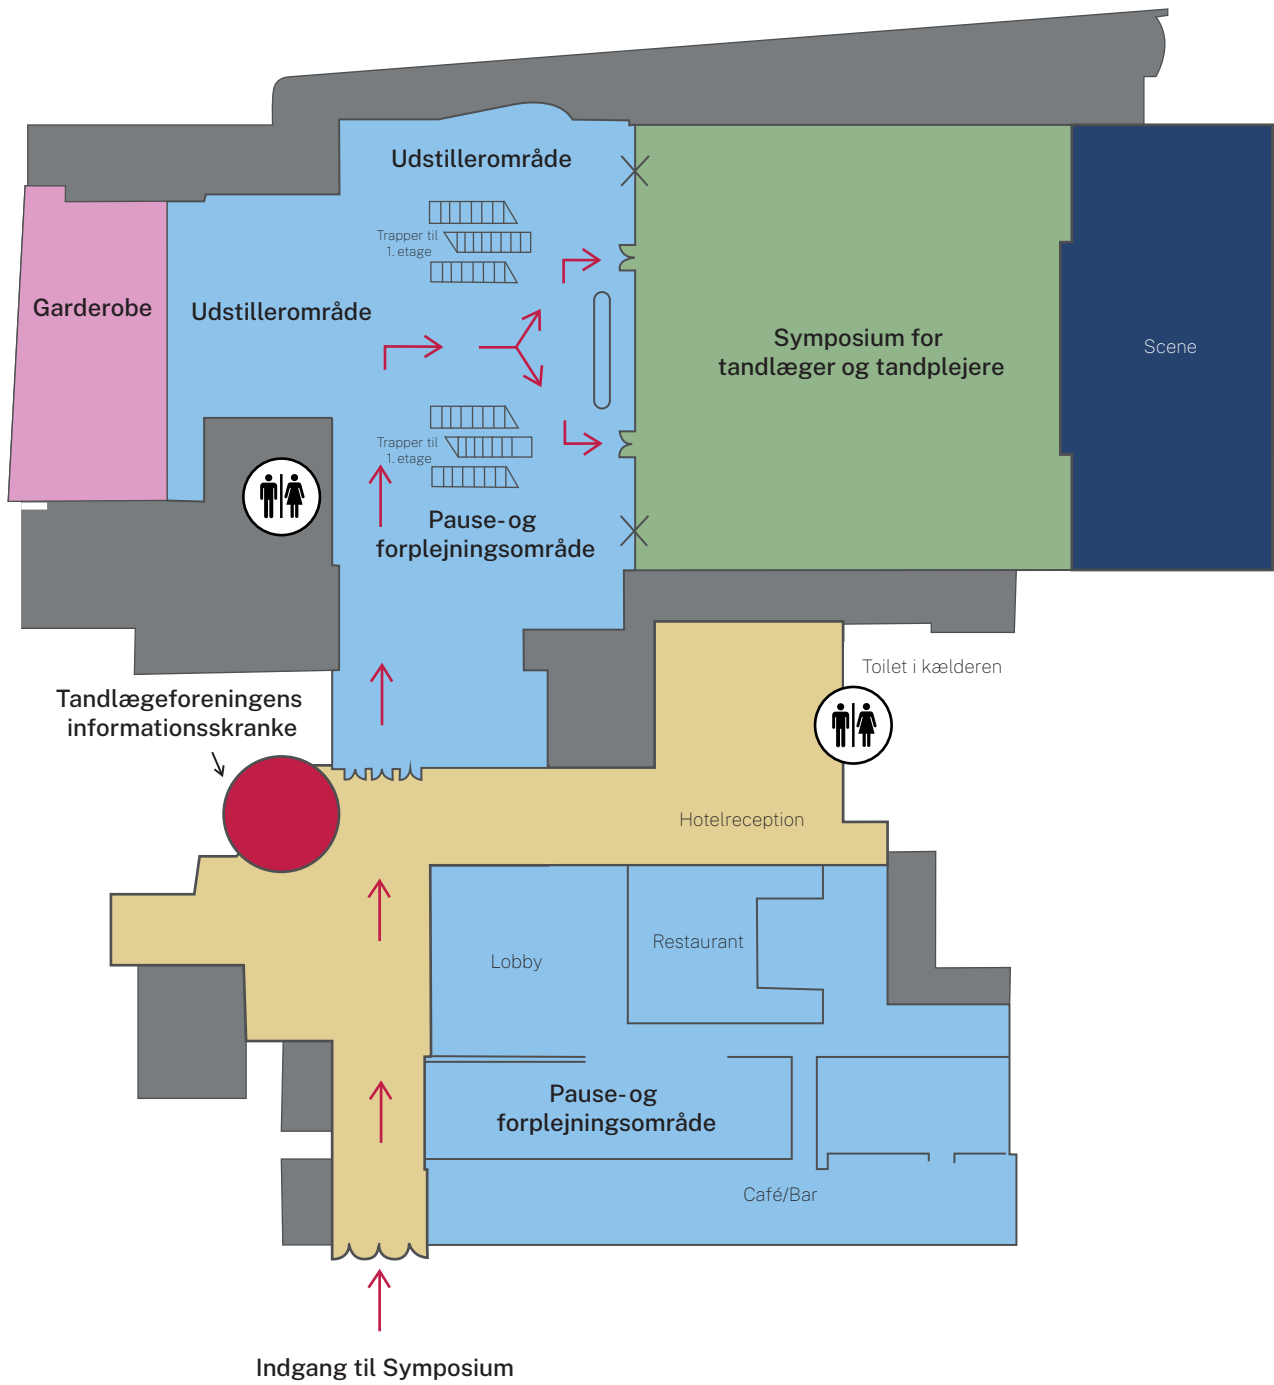 Udstillerområde
Trapper til
1. etage
Garderobe
Udstillerområde
Symposium for
tandlæger og tandplejere
Scene
Trapper til
1. etage
Pause- og
forplejningsområde
Toilet i kælderen
Tandlægeforeningens
informationsskranke
Hotelreception
Lobby
Restaurant
Pause- og
forplejningsområde
Café/Bar
Indgang til Symposium